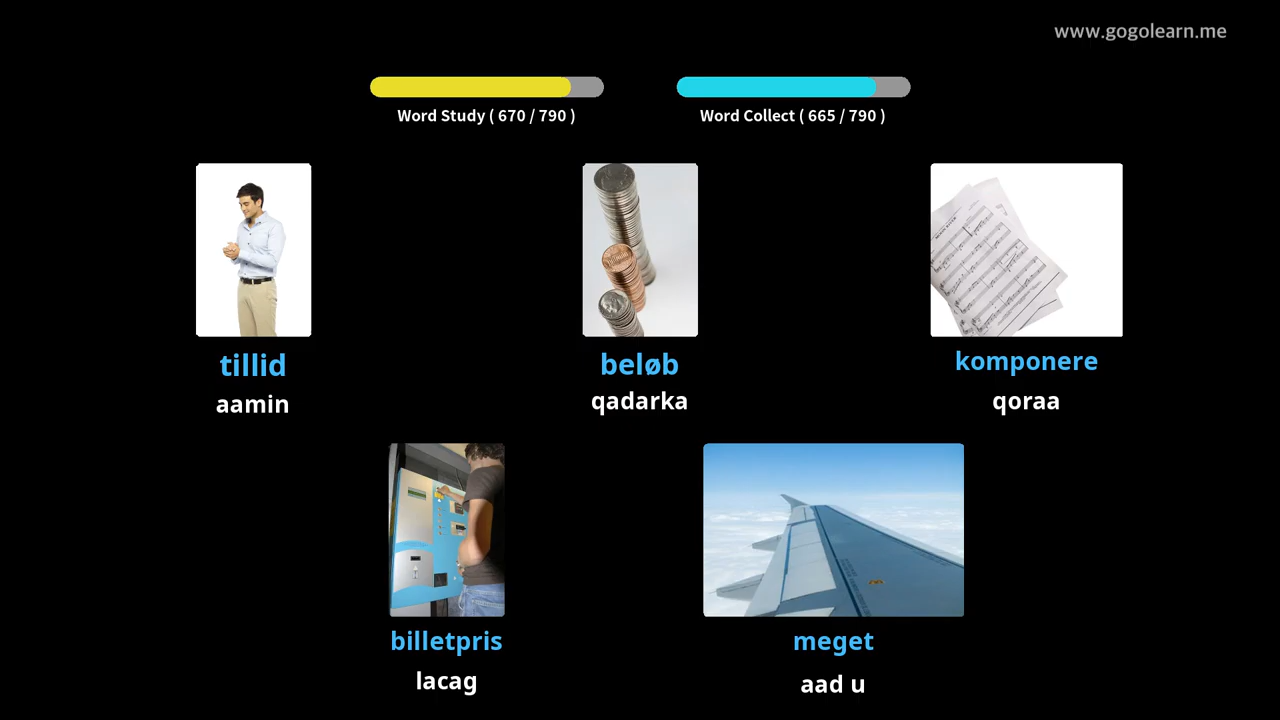 www.gogolearn.me
Word Study ( 670 / 790 )
Word Collect ( 665 / 790 )
tillid
aamin
beløb
qadarka
komponere
qoraa
billetpris
lacag
meget
aad u